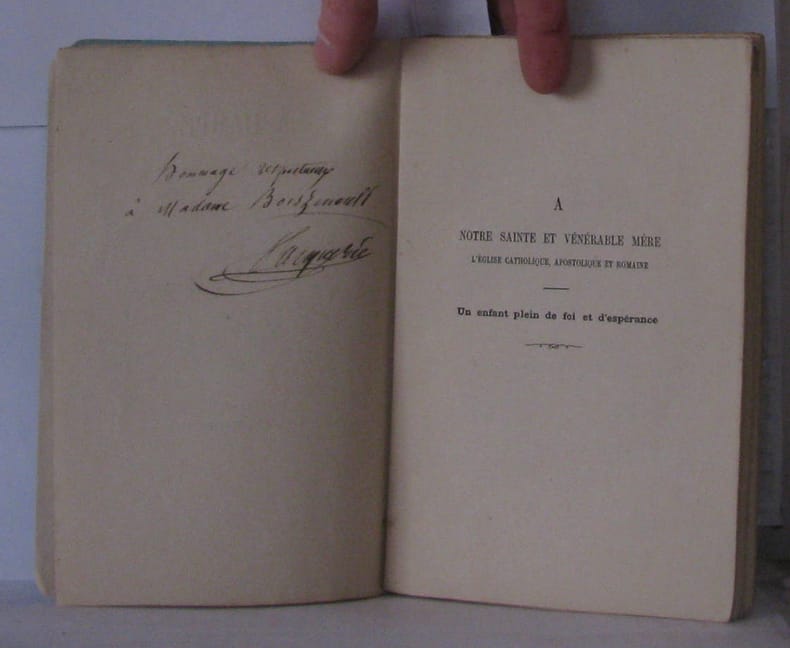 Hommage respectueux
à Madame
A
NOTRE SAINTE ET VÉNÉRABLE MÈRE
L'ÉGLISE CATHOLIQUE, APOSTOLIQUE ET ROMAINE
Un enfant plein de foi et d'espérance